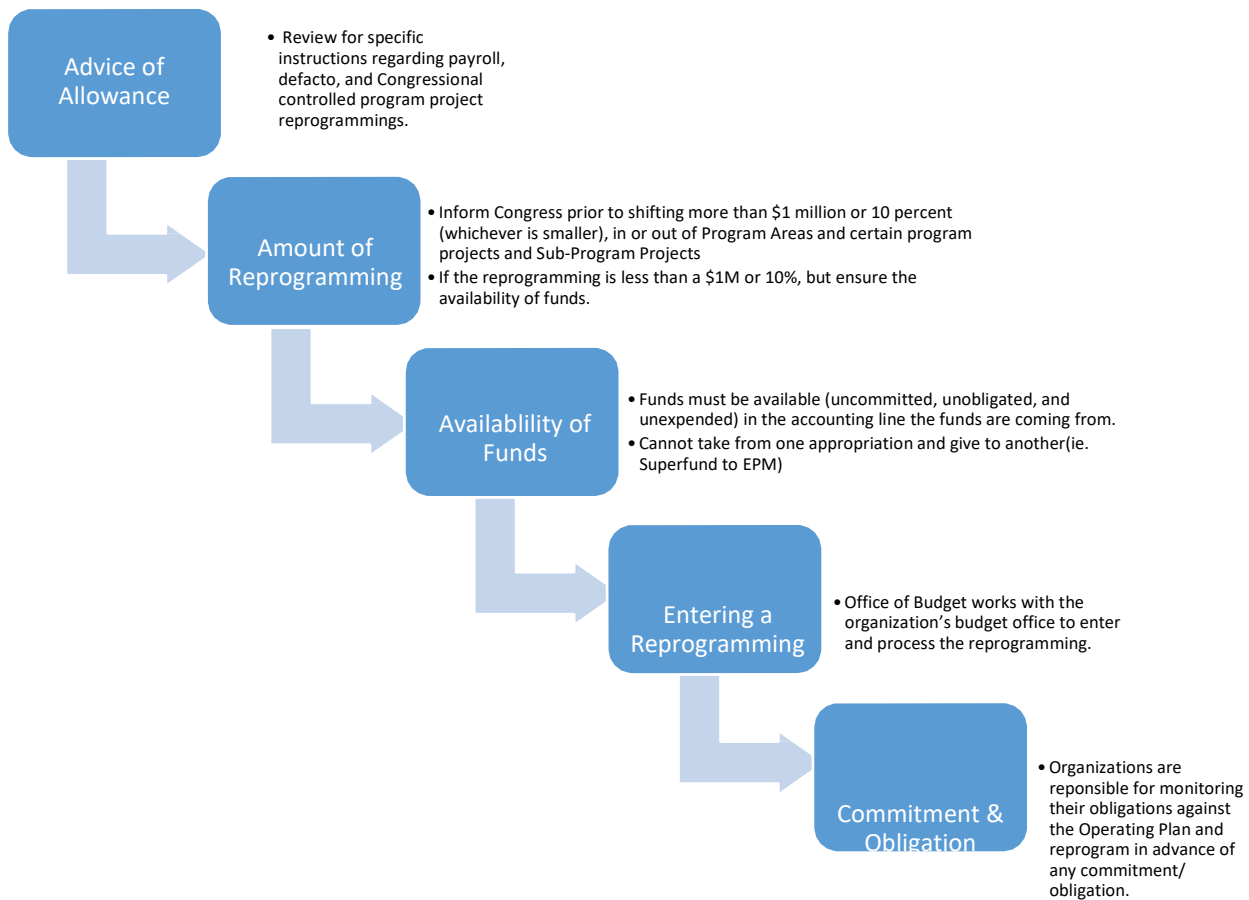 Advice of
Allowance
• Review for specific
instructions regarding payroll,
defacto, and Congressional
controlled program project
reprogrammings.
Amount of
Reprogramming
• Inform Congress prior to shifting more than $1 million or 10 percent
(whichever is smaller), in or out of Program Areas and certain program
projects and Sub-Program Projects
• If the reprogramming is less than a $1M or 10%, but ensure the
availability of funds.
Availablility of
Funds
• Funds must be available (uncommitted, unobligated, and
unexpended) in the accounting line the funds are coming from.
• Cannot take from one appropriation and give to another(ie.
Superfund to EPM)
Entering a
Reprogramming
• Office of Budget works with the
organization’s budget office to enter
and process the reprogramming.
Commitment &
Obligation
• Organizations are
reponsible for monitoring
their obligations against
the Operating Plan and
reprogram in advance of
any commitment/
obligation.